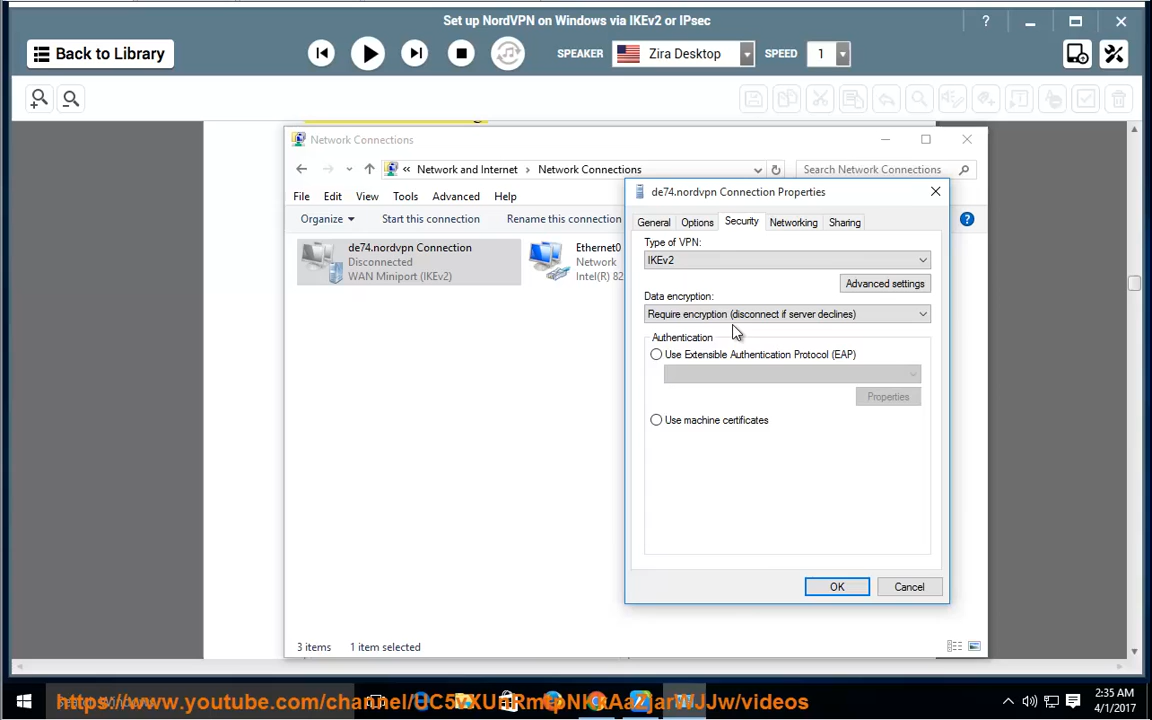 Set up NordVPN on Windows via IKEv2 or IPsec
?
Back to Library
SPEAKER
Zira Desktop
SPEED
1
Network Connections
« Network and Internet > Network Connections
Search Network Connections
File Edit View Tools Advanced Help
Organize
Start this connection
Rename this connection
?
de74.nordvpn Connection
Disconnected
WAN Miniport (IKEv2)
Ethernet0
Network
Intel(R) 82
de74.nordvpn Connection Properties
General Options Security Networking Sharing
Type of VPN:
IKEv2
Advanced settings
Data encryption:
Require encryption (disconnect if server declines)
Authentication
Use Extensible Authentication Protocol (EAP)
Properties
Use machine certificates
OK Cancel
3 items 1 item selected
2:35 AM
4/1/2017